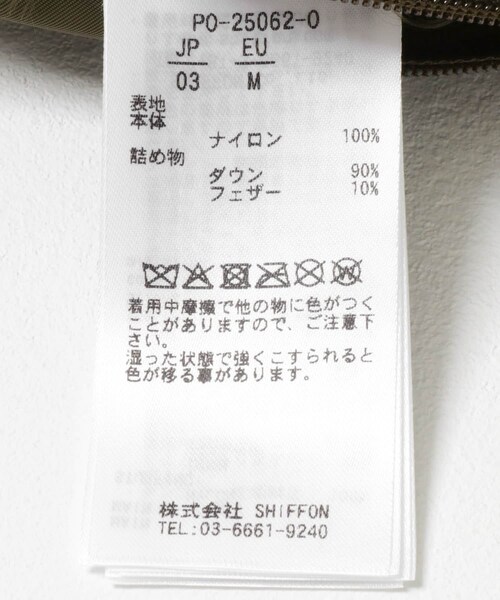 PO-25062-0
JP EU
03 M
表地
本体
ナイロン 100%
詰め物
ダウン 90%
フェザー 10%
着用中摩擦で他の物に色がつく
ことがありますので、ご注意下
さい。
湿った状態で強くこすられると
色が移る事があります。
株式会社 SHIFFON
TEL:03-6661-9240